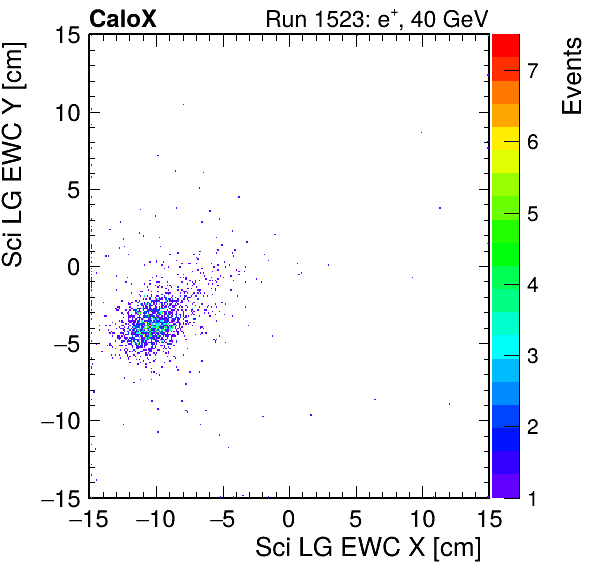 CaloX Run 1523: e+, 40 GeV
Events
Sci LG EWC Y [cm]
15
10
5
0
−5
−10
−15
7
6
5
4
3
2
1
−15 −10 −5 0 5 10 15
Sci LG EWC X [cm]